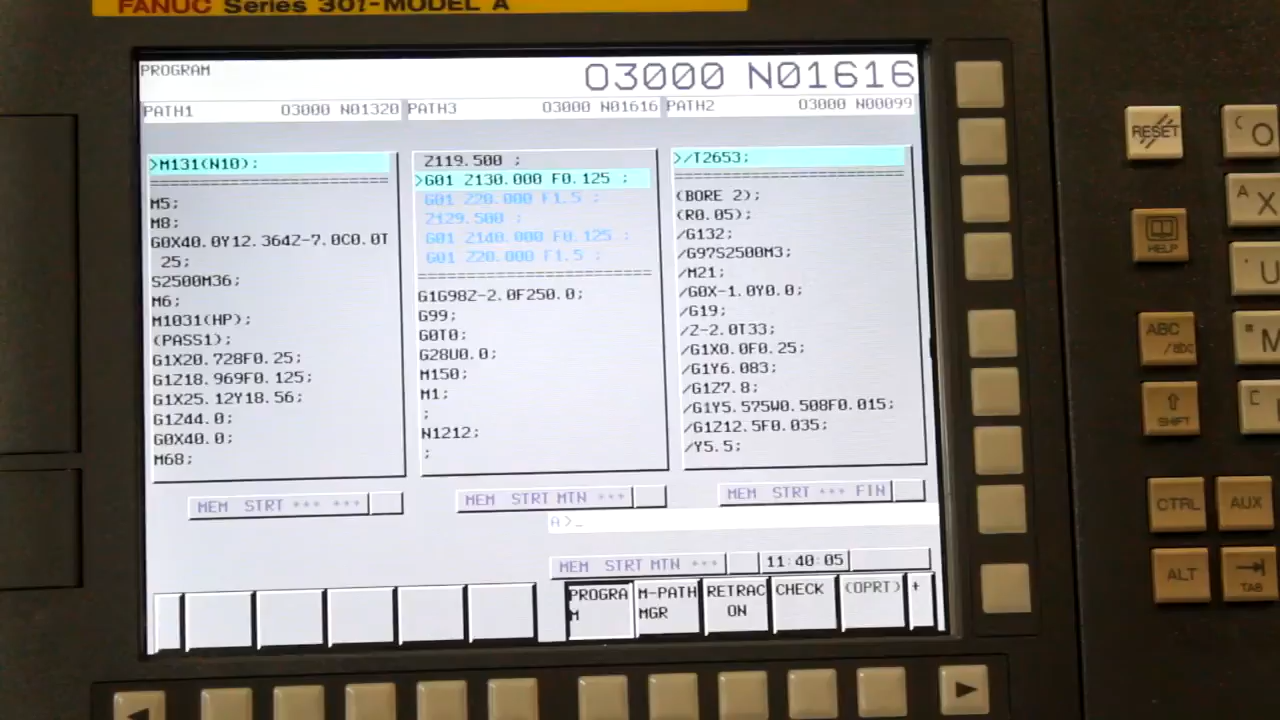 FANUC Series 30i-MODEL A
PROGRAM
O3000 N01616
PATH1 O3000 N01320
PATH3 O3000 N01616
PATH2 O3000 N00099
>M131(N10);
M5;
M8;
G0X40.0Y12.364Z-7.0C0.0T
25;
S2500M36;
M6;
M1031(HP);
(PASS1);
G1X20.728F0.25;
G1Z18.969F0.125;
G1X25.12Y18.56;
G1Z44.0;
G0X40.0;
M68;
MEM STRT *** ***
Z119.500 ;
>G01 Z130.000 F0.125 ;
G01 Z20.000 F1.5 ;
Z129.500 ;
G01 Z140.000 F0.125 ;
G01 Z20.000 F1.5 ;
G1G98Z-2.0F250.0;
G99;
G0T0;
G28U0.0;
M150;
M1;
;
N1212;
;
MEM STRT MTN ***
>/T2653;
(BORE 2);
(R0.05);
/G132;
/G97S2500M3;
/M21;
/G0X-1.0Y0.0;
/G19;
/Z-2.0T33;
/G1X0.0F0.25;
/G1Y6.083;
/G1Z7.8;
/G1Y5.575W0.508F0.015;
/G1Z12.5F0.035;
/Y5.5;
MEM STRT *** FIN
A>_
MEM STRT MTN *** 11:40:05
PROGRA
M
M-PATH
MGR
RETRAC
ON
CHECK
(OPRT)
+
RESET
HELP
ABC
/abc
SHIFT
CTRL
AUX
ALT
TAB
( O
A X
U
M
[